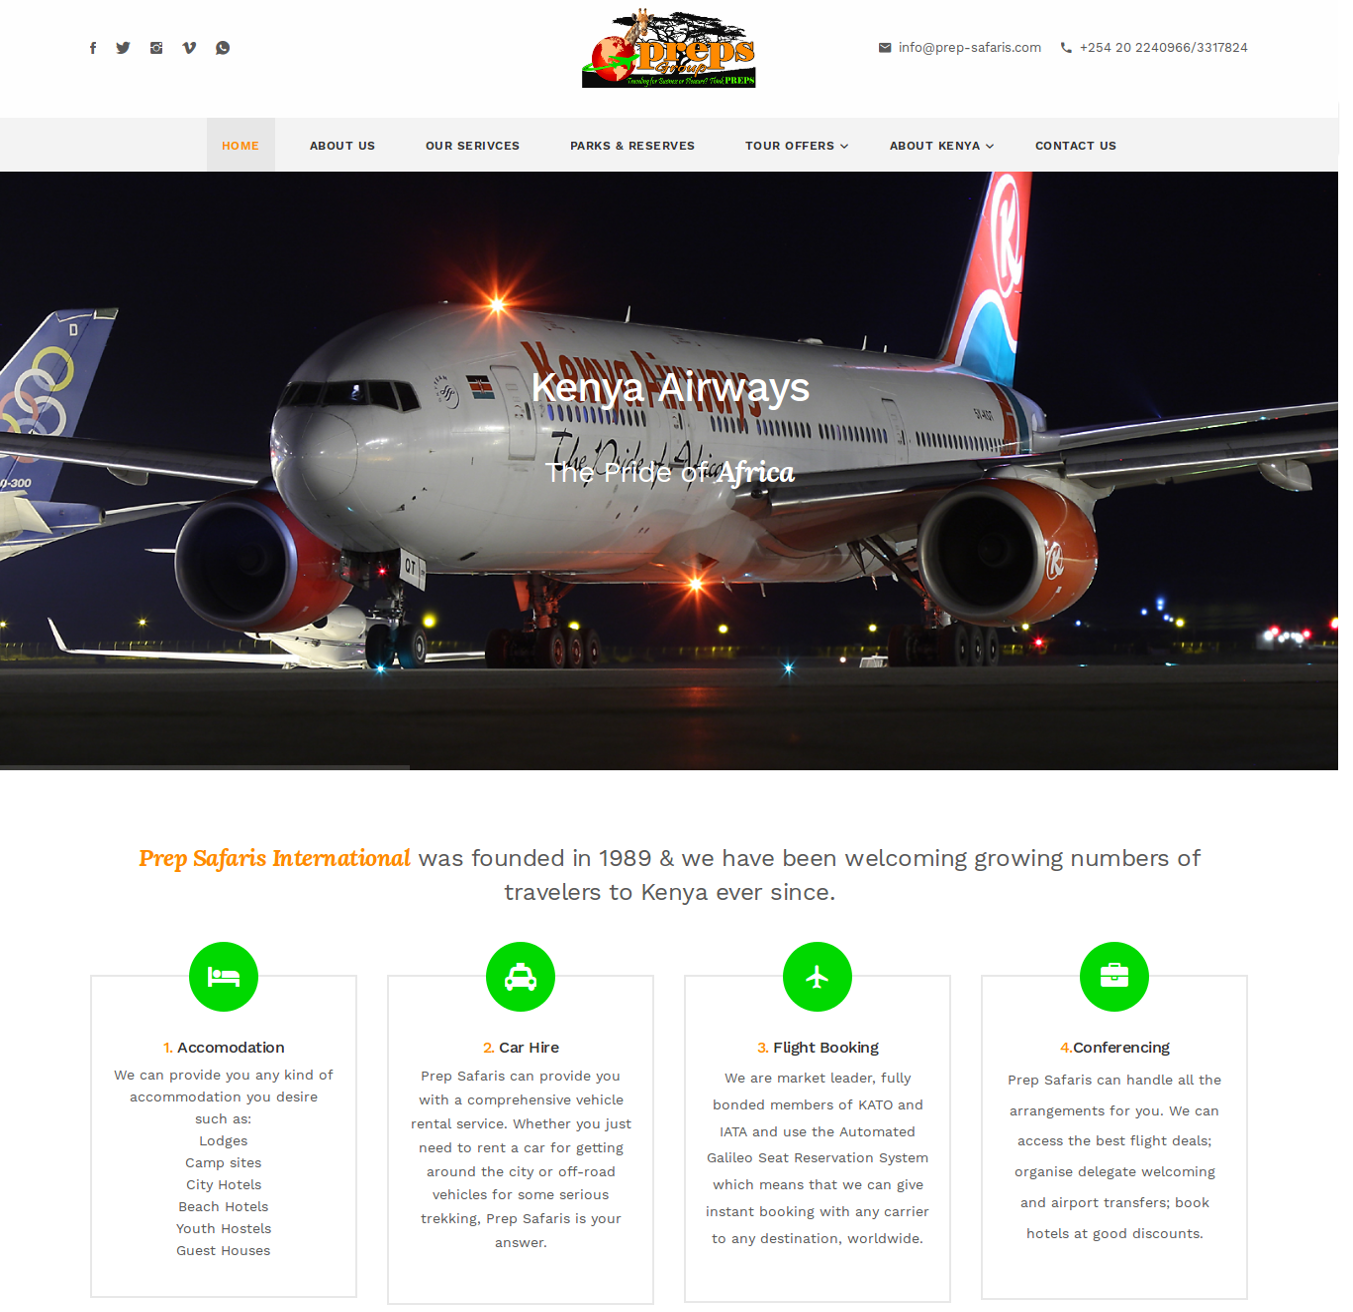 preps
Group
Traveling for Business or Pleasure? Think PREPS
info@prep-safaris.com
+254 20 2240966/3317824
HOME
ABOUT US
OUR SERIVCES
PARKS & RESERVES
TOUR OFFERS
ABOUT KENYA
CONTACT US
D
0-300
Kenya Airways
The Pride of Africa
QT
Kenya Airways
The Pride of Africa
Prep Safaris International was founded in 1989 & we have been welcoming growing numbers of
travelers to Kenya ever since.
1. Accomodation
We can provide you any kind of
accommodation you desire
such as:
Lodges
Camp sites
City Hotels
Beach Hotels
Youth Hostels
Guest Houses
2. Car Hire
Prep Safaris can provide you
with a comprehensive vehicle
rental service. Whether you just
need to rent a car for getting
around the city or off-road
vehicles for some serious
trekking, Prep Safaris is your
answer.
3. Flight Booking
We are market leader, fully
bonded members of KATO and
IATA and use the Automated
Galileo Seat Reservation System
which means that we can give
instant booking with any carrier
to any destination, worldwide.
4.Conferencing
Prep Safaris can handle all the
arrangements for you. We can
access the best flight deals;
organise delegate welcoming
and airport transfers; book
hotels at good discounts.